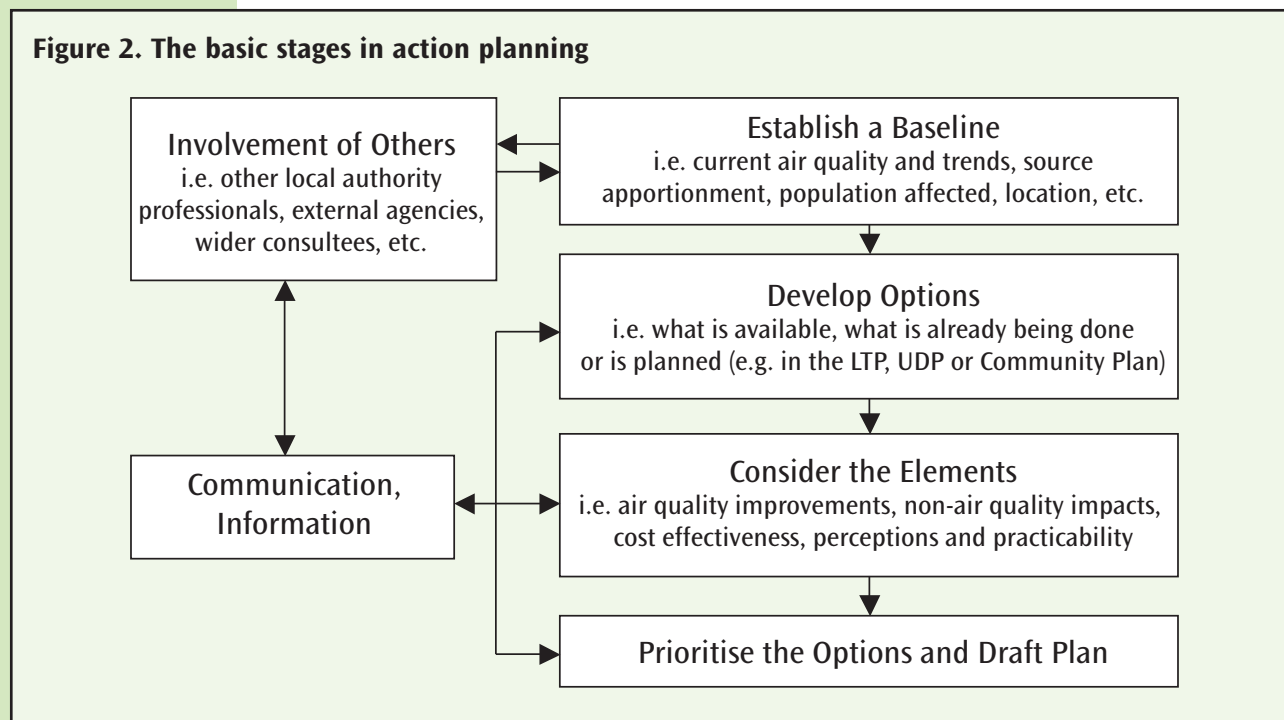 Figure 2. The basic stages in action planning
Involvement of Others
i.e. other local authority
professionals, external agencies,
wider consultees, etc.
Establish a Baseline
i.e. current air quality and trends, source
apportionment, population affected, location, etc.
Develop Options
i.e. what is available, what is already being done
or is planned (e.g. in the LTP, UDP or Community Plan)
Communication,
Information
Consider the Elements
i.e. air quality improvements, non-air quality impacts,
cost effectiveness, perceptions and practicability
Prioritise the Options and Draft Plan